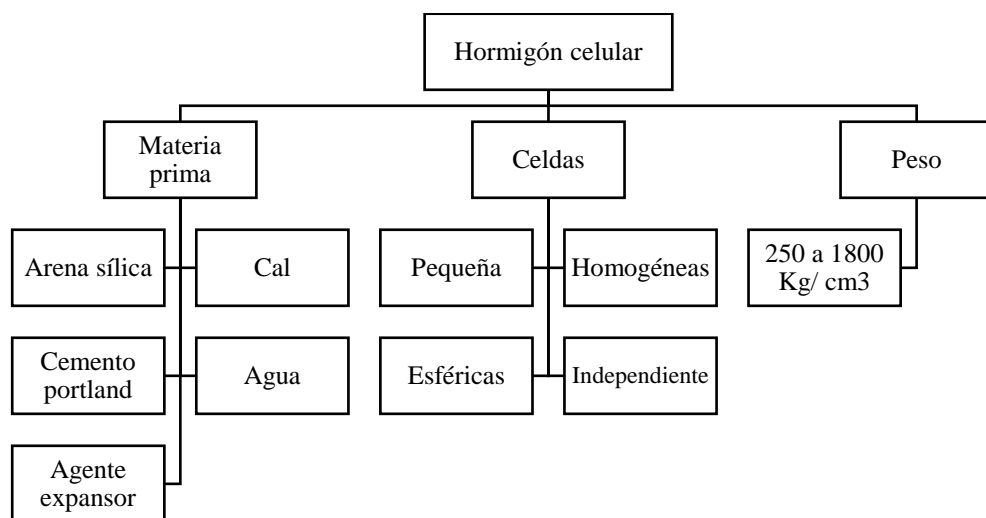 Hormigón celular
Materia
prima
Celdas
Peso
Arena sílica
Cal
Pequeña
Homogéneas
250 a 1800
Kg/ cm3
Cemento
portland
Agua
Esféricas
Independiente
Agente
expansor